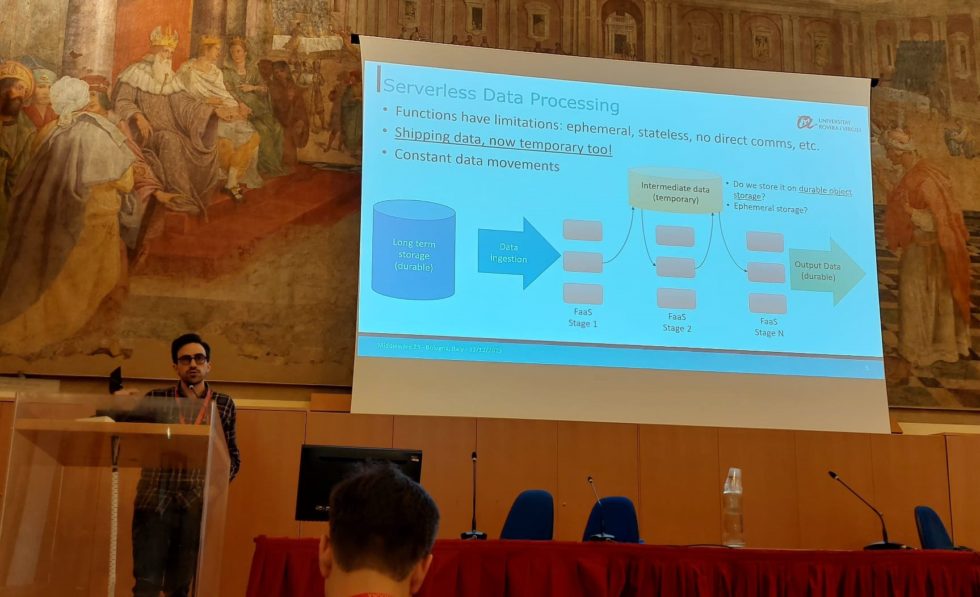 Serverless Data Processing
UNIVERSITAT
ROVIRA i VIRGILI
• Functions have limitations: ephemeral, stateless, no direct comms, etc.
• Shipping data, now temporary too!
• Constant data movements
Intermediate data
(temporary)
• Do we store it on durable object
storage?
• Ephemeral storage?
Long term
storage
(durable)
Data
Ingestion
Output Data
(durable)
FaaS
Stage 1
FaaS
Stage 2
FaaS
Stage N
Middleware 23 - Bologna, Italy -